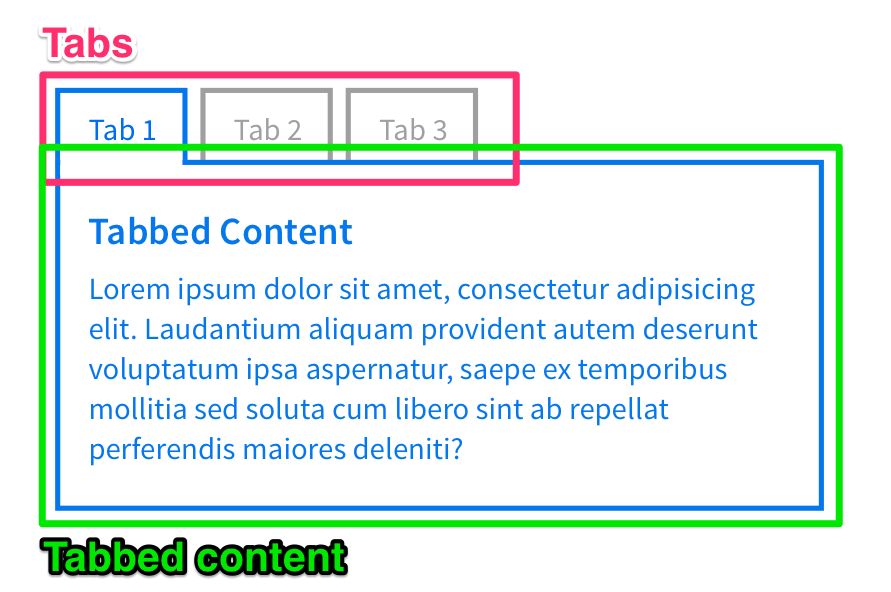 Tabs
Tab 1 Tab 2 Tab 3
Tabbed Content
Lorem ipsum dolor sit amet, consectetur adipisicing
elit. Laudantium aliquam provident autem deserunt
voluptatum ipsa aspernatur, saepe ex temporibus
mollitia sed soluta cum libero sint ab repellat
perferendis maiores deleniti?
Tabbed content